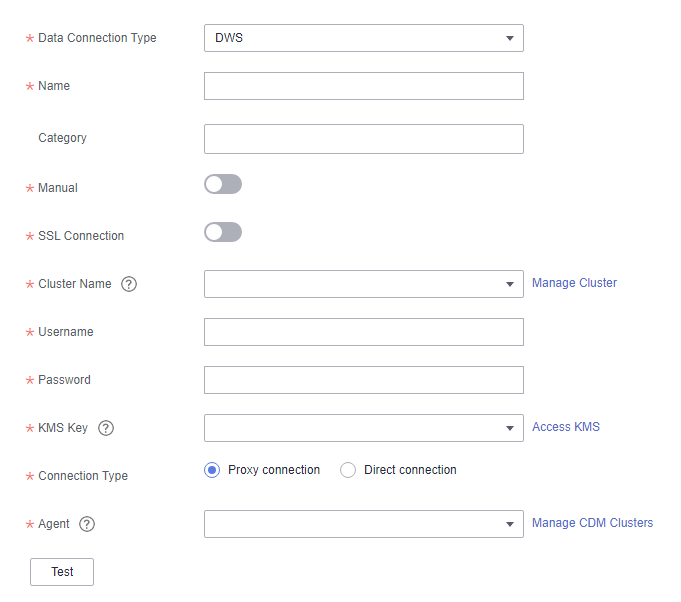 * Data Connection Type DWS
* Name
Category
* Manual
* SSL Connection
* Cluster Name ? Manage Cluster
* Username
* Password
* KMS Key ? Access KMS
* Connection Type Proxy connection Direct connection
* Agent ? Manage CDM Clusters
Test